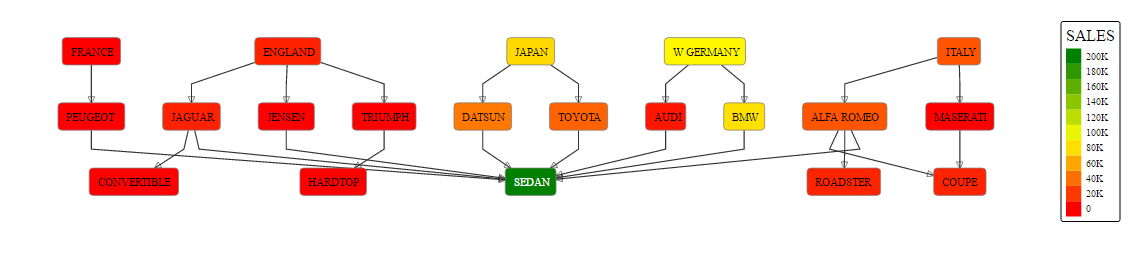 SALES
FRANCE
ENGLAND
JAPAN
W GERMANY
ITALY
200K
180K
160K
140K
120K
100K
80K
60K
40K
20K
0
PEUGEOT
JAGUAR
JENSEN
TRIUMPH
DATSUN
TOYOTA
AUDI
BMW
ALFA ROMEO
MASERATI
CONVERTIBLE
HARDTOP
SEDAN
ROADSTER
COUPE